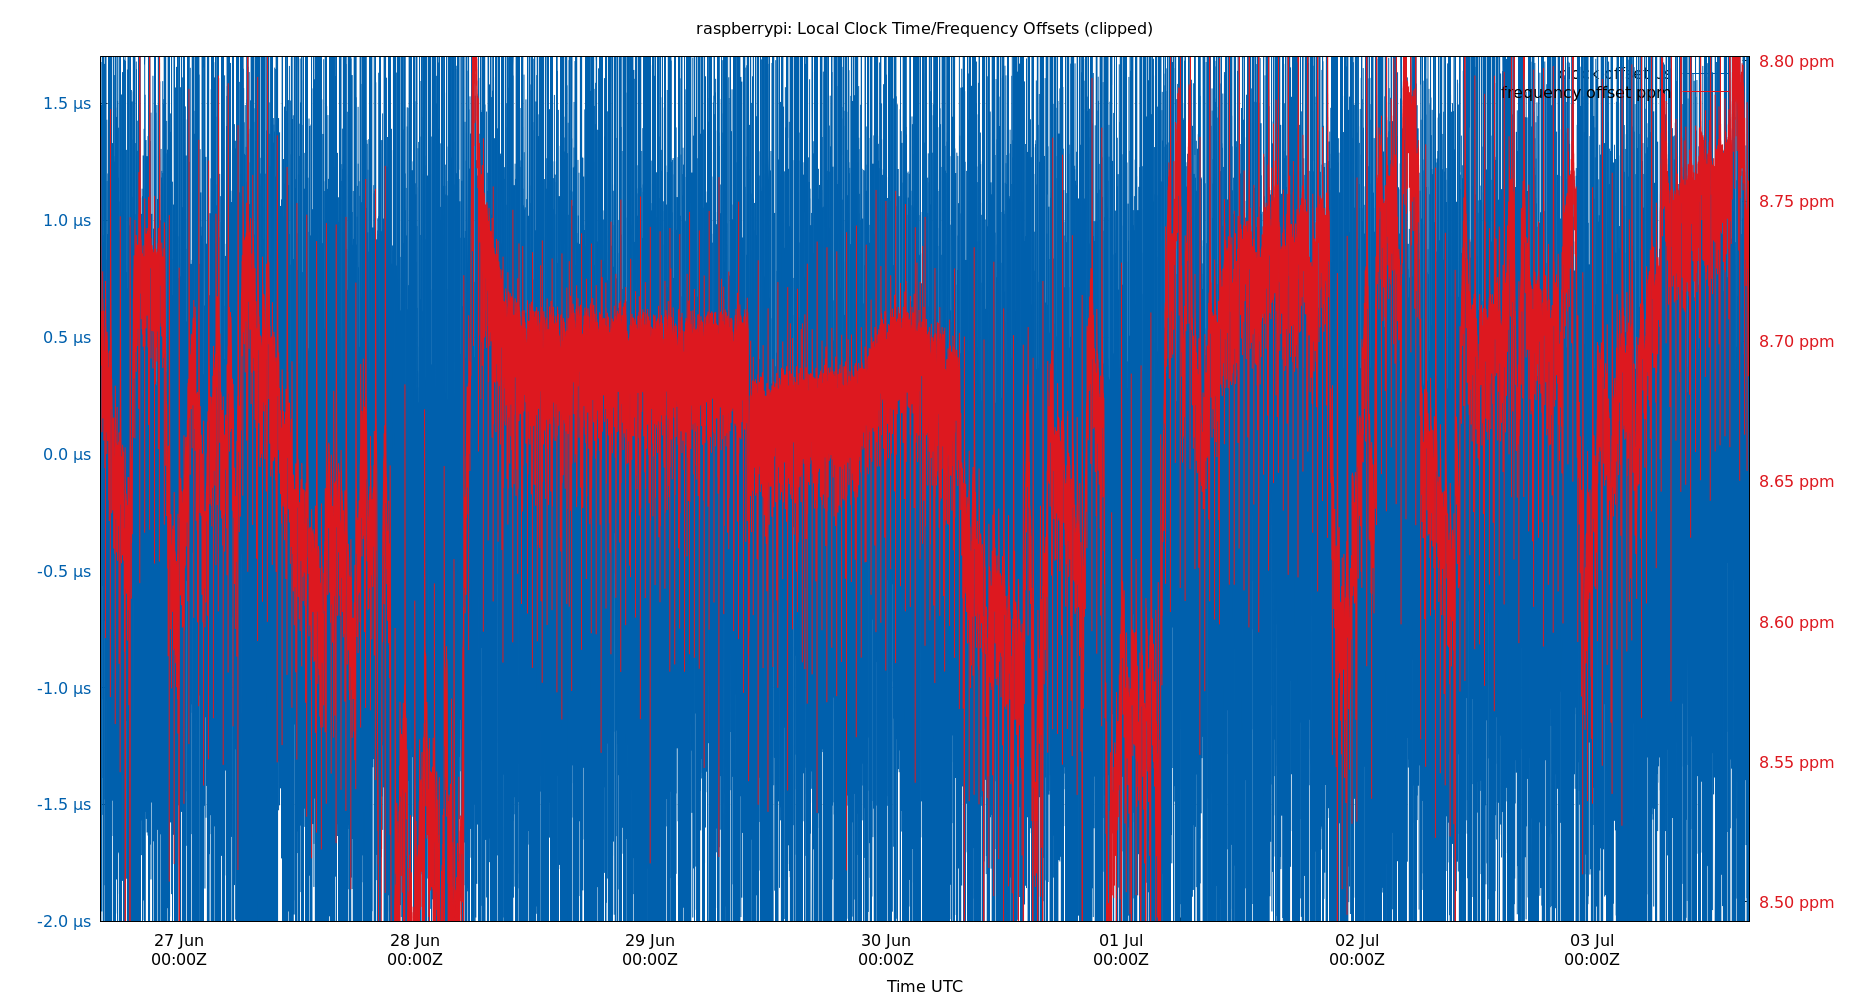 raspberrypi: Local Clock Time/Frequency Offsets (clipped)
8.80 ppm
clock offset µs
frequency offset ppm
1.5 µs
8.75 ppm
1.0 µs
0.5 µs
8.70 ppm
0.0 µs
8.65 ppm
-0.5 µs
8.60 ppm
-1.0 µs
8.55 ppm
-1.5 µs
8.50 ppm
-2.0 µs
27 Jun 28 Jun 29 Jun 30 Jun 01 Jul 02 Jul 03 Jul
00:00Z 00:00Z 00:00Z 00:00Z 00:00Z 00:00Z 00:00Z
Time UTC